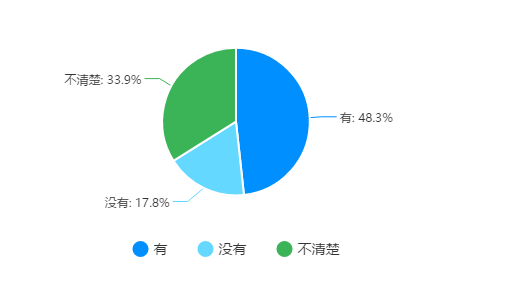 不清楚: 33.9%
有: 48.3%
没有: 17.8%
有 没有 不清楚